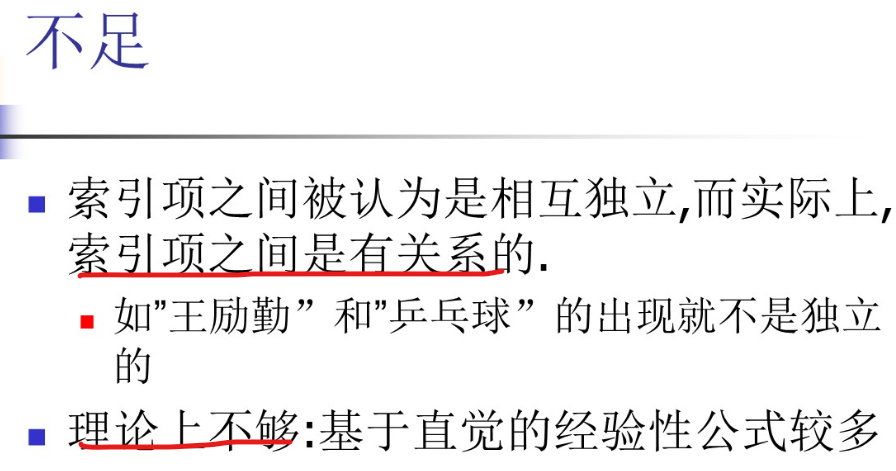 不足
索引项之间被认为是相互独立,而实际上,
索引项之间是有关系的.
如”王励勤”和”乒乓球”的出现就不是独立
的
理论上不够:基于直觉的经验性公式较多